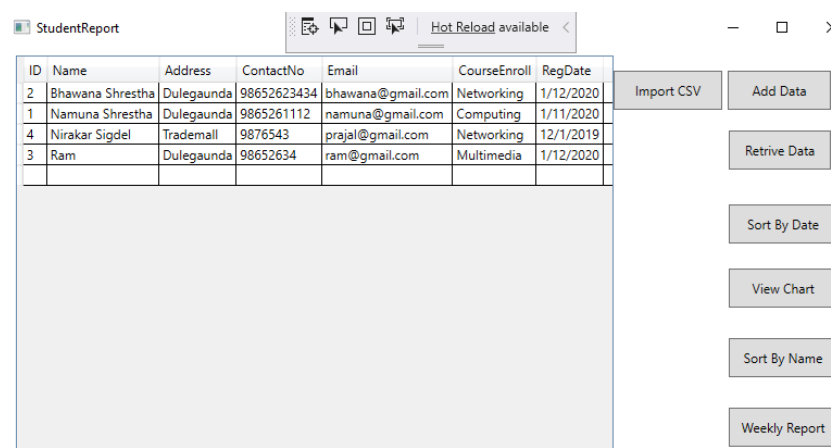 StudentReport
Hot Reload available
ID Name Address ContactNo Email CourseEnroll RegDate
2 Bhawana Shrestha Dulegaunda 98652623434 bhawana@gmail.com Networking 1/12/2020
1 Namuna Shrestha Dulegaunda 9865261112 namuna@gmail.com Computing 1/11/2020
4 Nirakar Sigdel Trademall 9876543 prajal@gmail.com Networking 12/1/2019
3 Ram Dulegaunda 98652634 ram@gmail.com Multimedia 1/12/2020
Import CSV
Add Data
Retrive Data
Sort By Date
View Chart
Sort By Name
Weekly Report